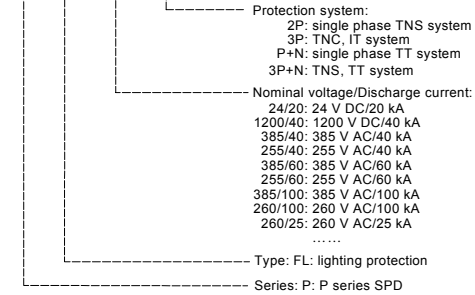 Protection system:
2P: single phase TNS system
3P: TNC, IT system
P+N: single phase TT system
3P+N: TNS, TT system
Nominal voltage/Discharge current:
24/20: 24 V DC/20 kA
1200/40: 1200 V DC/40 kA
385/40: 385 V AC/40 kA
255/40: 255 V AC/40 kA
385/60: 385 V AC/60 kA
255/60: 255 V AC/60 kA
385/100: 385 V AC/100 kA
260/100: 260 V AC/100 kA
260/25: 260 V AC/25 kA
……
Type: FL: lighting protection
Series: P: P series SPD